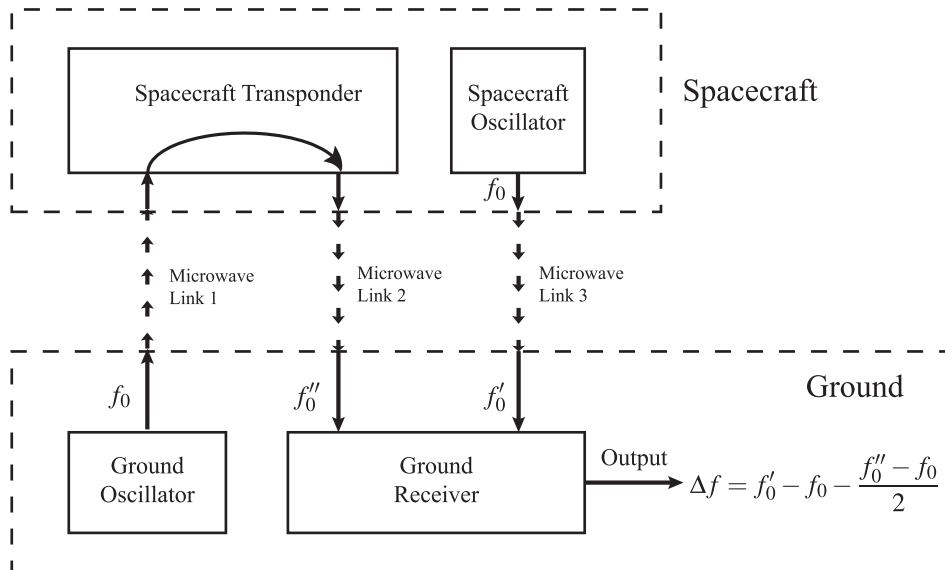 Spacecraft Transponder
Spacecraft
Oscillator
Spacecraft
f₀
Microwave
Link 1
Microwave
Link 2
Microwave
Link 3
f₀
f₀″
f₀′
Ground
Ground
Oscillator
Ground
Receiver
Output
Δf = f₀′ − f₀ − (f₀″ − f₀)/2